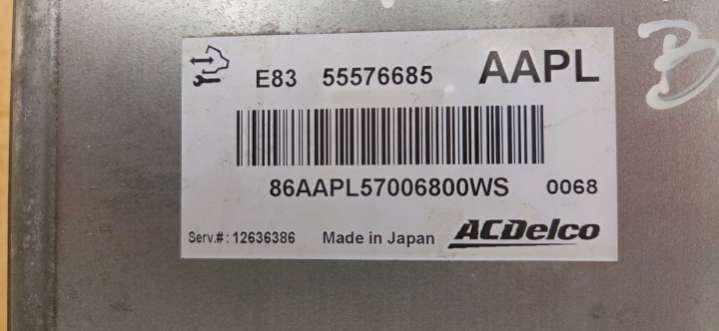 E83 55576685 AAPL
86AAPL57006800WS 0068
Serv.#: 12636386 Made in Japan ACDelco
B